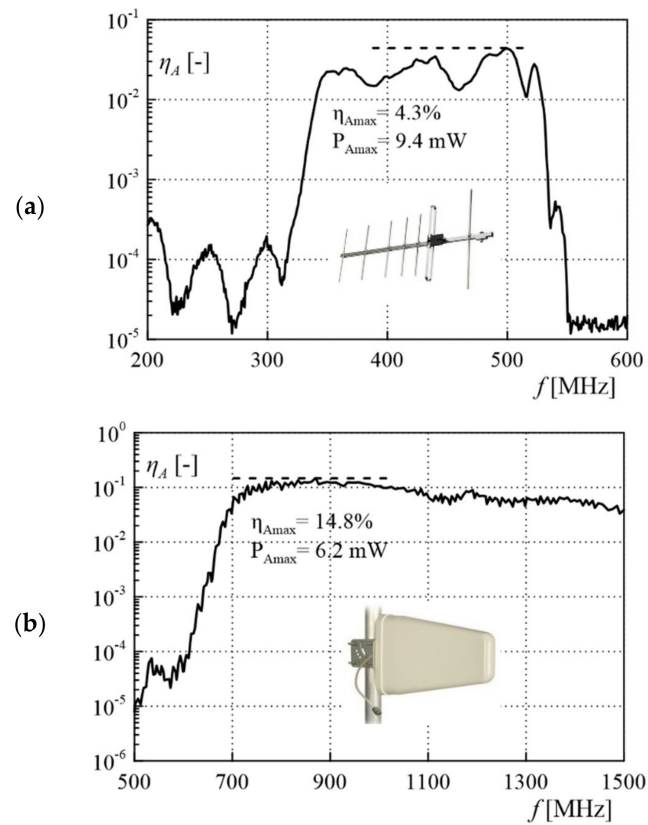 (a)
10⁻¹
η_A [-]
10⁻²
η_Amax = 4.3%
P_Amax = 9.4 mW
10⁻³
10⁻⁴
10⁻⁵
200 300 400 500 600
f [MHz]
(b)
10⁰
η_A [-]
10⁻¹
η_Amax = 14.8%
10⁻²
P_Amax = 6.2 mW
10⁻³
10⁻⁴
10⁻⁵
10⁻⁶
500 700 900 1100 1300 1500
f [MHz]